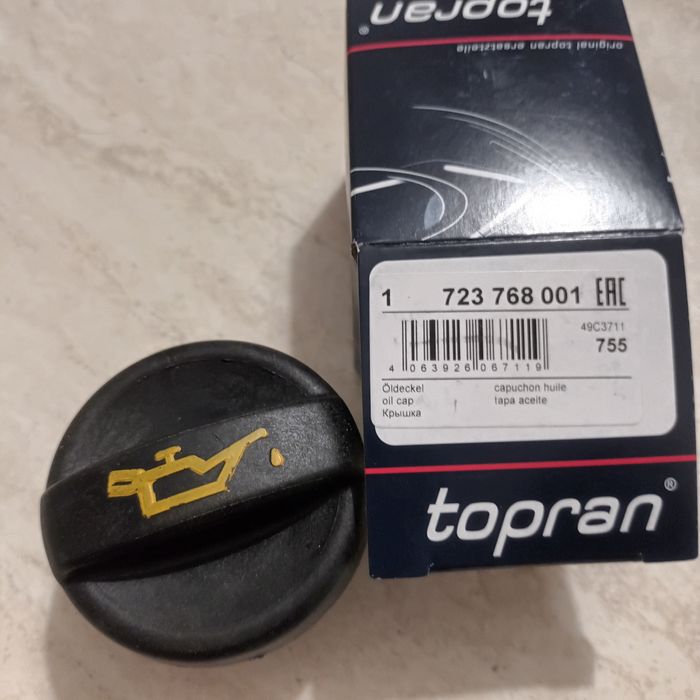 topran®
original topran ersatzteile
1 723 768 001 EAC
49C3711
755
4 063926 067119
Öldeckel
oil cap
Крышка
capuchon huile
tapa aceite
topran®